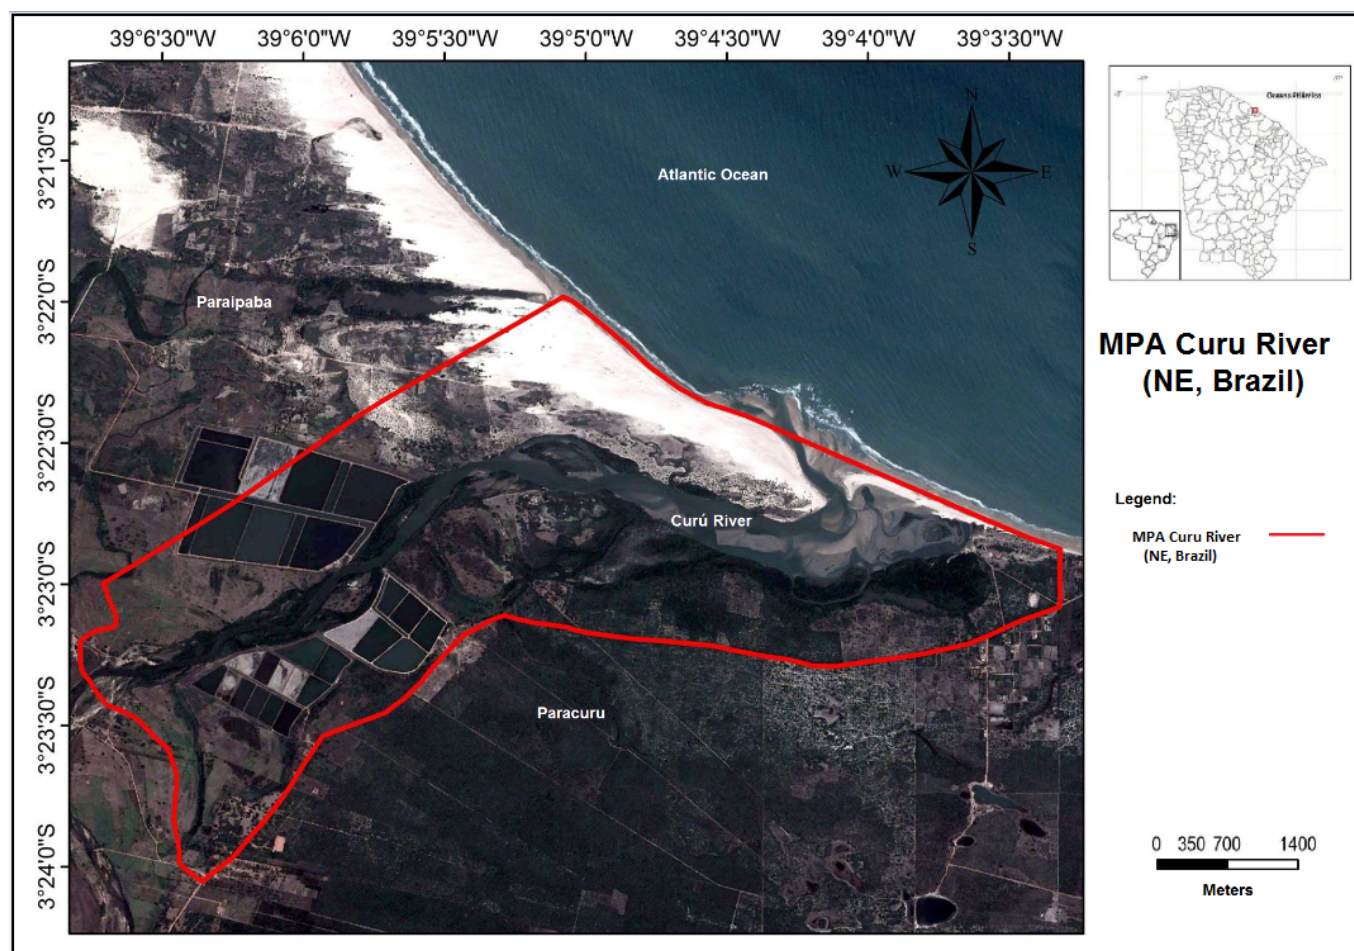 39°6'30"W 39°6'0"W 39°5'30"W 39°5'0"W 39°4'30"W 39°4'0"W 39°3'30"W
3°21'30"S
3°22'0"S
3°22'30"S
3°23'0"S
3°23'30"S
3°24'0"S
Atlantic Ocean
N
W
E
S
Paraipaba
Curú River
Paracuru
Oceano Atlântico
MPA Curu River
(NE, Brazil)
Legend:
MPA Curu River
(NE, Brazil)
0 350 700 1400
Meters